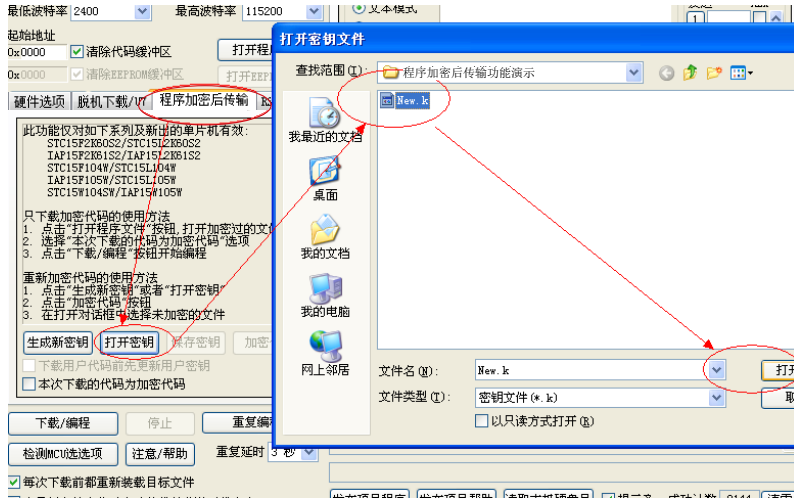 最低波特率 2400 最高波特率 115200
文本模式
起始地址
0x0000 清除代码缓冲区 打开程
0x0000 清除EEPROM缓冲区 打开EEP
硬件选项 脱机下载/U7 程序加密后传输
此功能仅对如下系列及新出的单片机有效:
STC15F2K60S2/STC15L2K60S2
IAP15F2K61S2/IAP15L2K61S2
STC15F104W/STC15L104W
IAP15F105W/STC15L105W
STC15W104SW/IAP15W105W
只下载加密代码的使用方法
1. 点击"打开程序文件"按钮,打开加密过的文
2. 选择"本次下载的代码为加密代码"选项
3. 点击"下载/编程"按钮开始编程
重新加密代码的使用方法
1. 点击"生成新密钥"或者"打开密钥"
2. 点击"加密代码"按钮
3. 在打开对话框中选择未加密的文件
生成新密钥 打开密钥 保存密钥 加密
下载用户代码前先更新用户密钥
本次下载的代码为加密代码
下载/编程 停止 重复编
检测MCU选项 注意/帮助 重复延时 3 秒
每次下载前都重新装载目标文件
打开密钥文件
查找范围(I): 程序加密后传输功能演示
New.k
我最近的文档
桌面
我的文档
我的电脑
网上邻居
文件名(N): New.k 打开
文件类型(T): 密钥文件(*.k) 取
以只读方式打开(R)